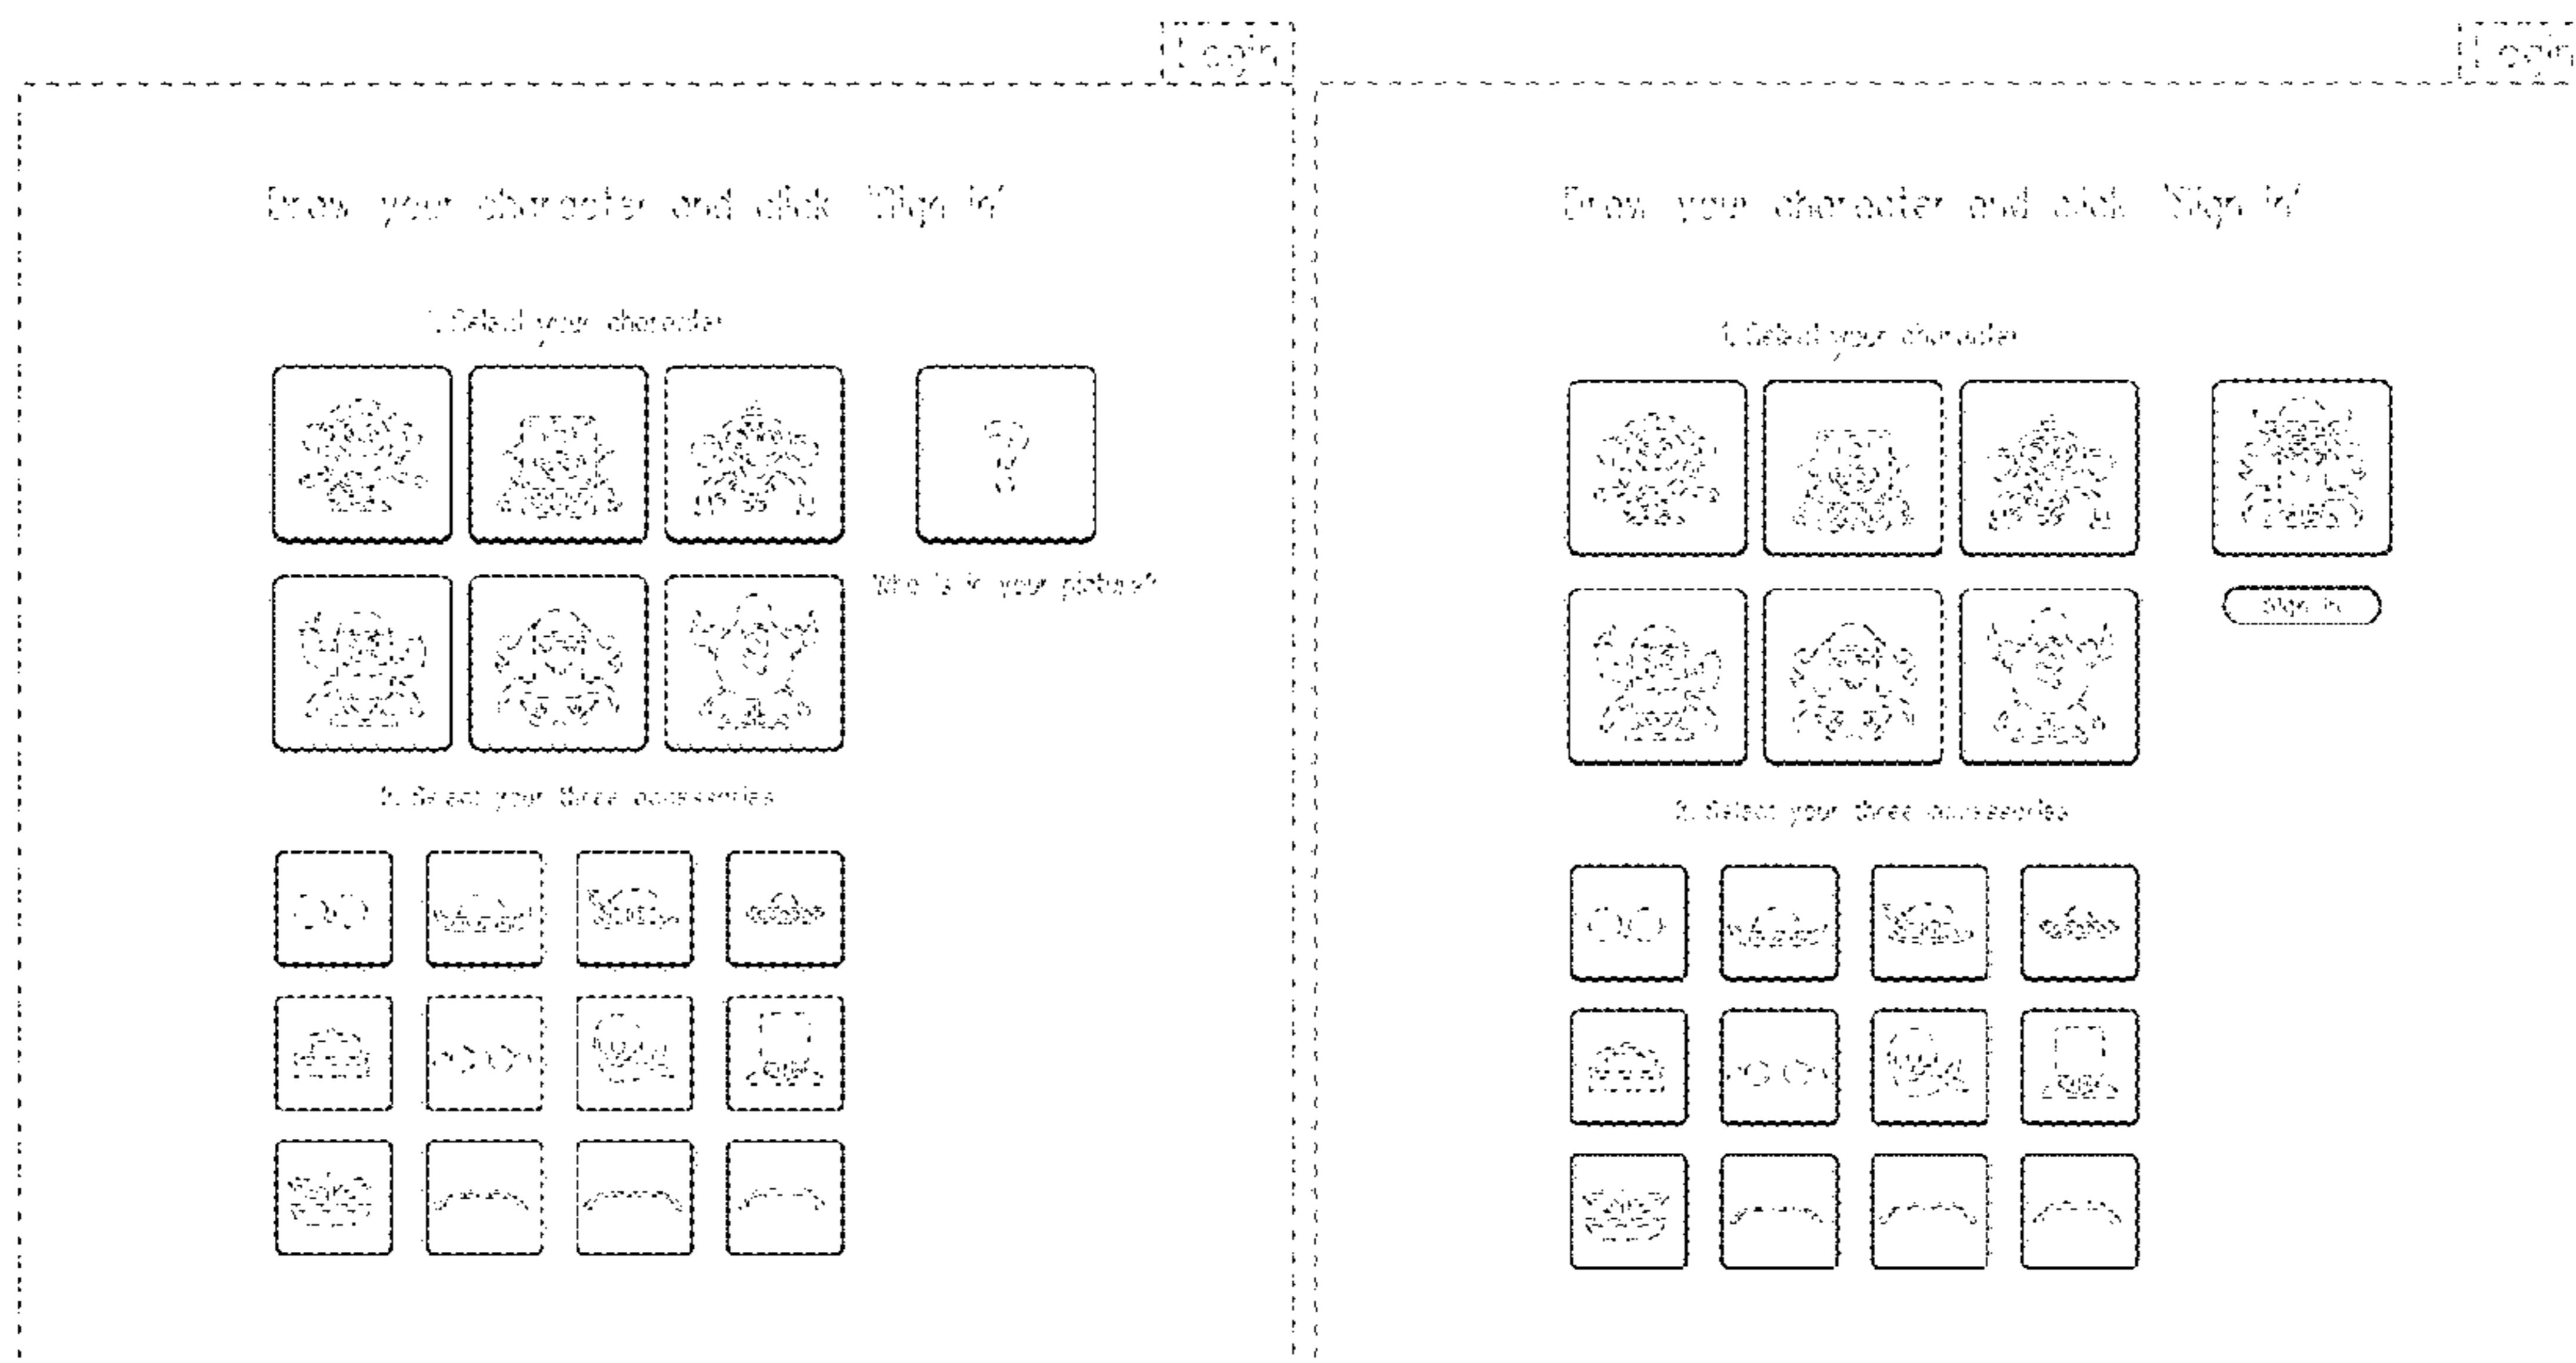 Login
Draw your character and click 'Sign in'
1. Select your character
Who is in your picture?
2. Select your three accessories
Login
Draw your character and click 'Sign in'
1. Select your character
Sign in
2. Select your three accessories